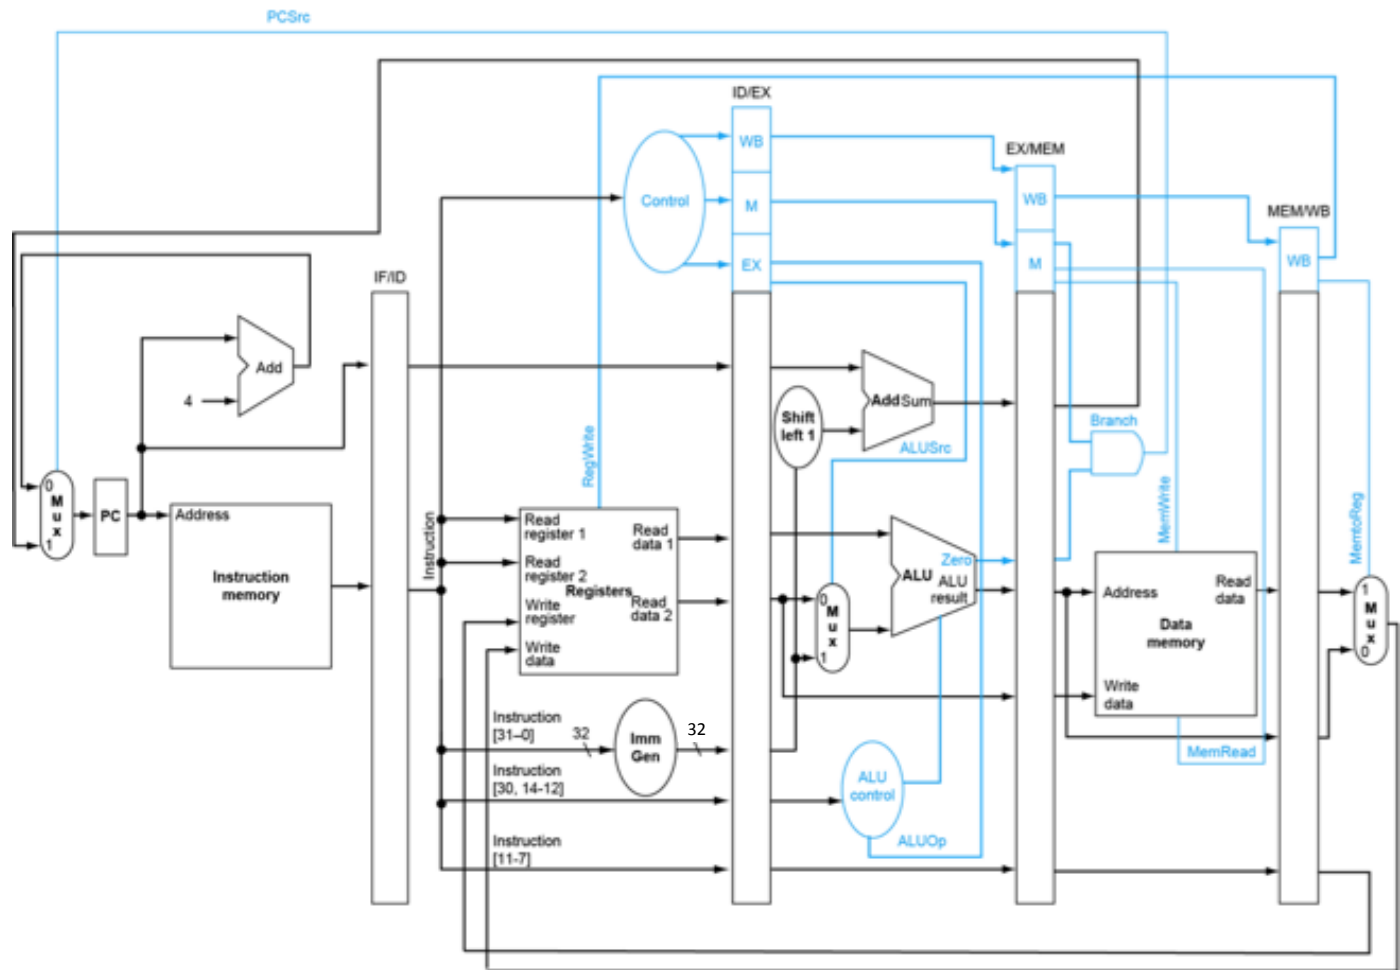 PCSrc
ID/EX
WB
EX/MEM
Control
M
WB
MEM/WB
EX
M
WB
IF/ID
Add
4
Shift
left 1
Add Sum
ALUSrc
Branch
RegWrite
MemWrite
MemtoReg
0
M
u
x
1
PC
Address
Instruction
memory
Instruction
Read
register 1
Read
register 2
Registers
Write
register
Write
data
Read
data 1
Read
data 2
0
M
u
x
1
Zero
ALU
ALU
result
Address
Read
data
Data
memory
Write
data
MemRead
1
M
u
x
0
Instruction
[31–0]
32
Imm
Gen
32
Instruction
[30, 14-12]
ALU
control
ALUOp
Instruction
[11-7]